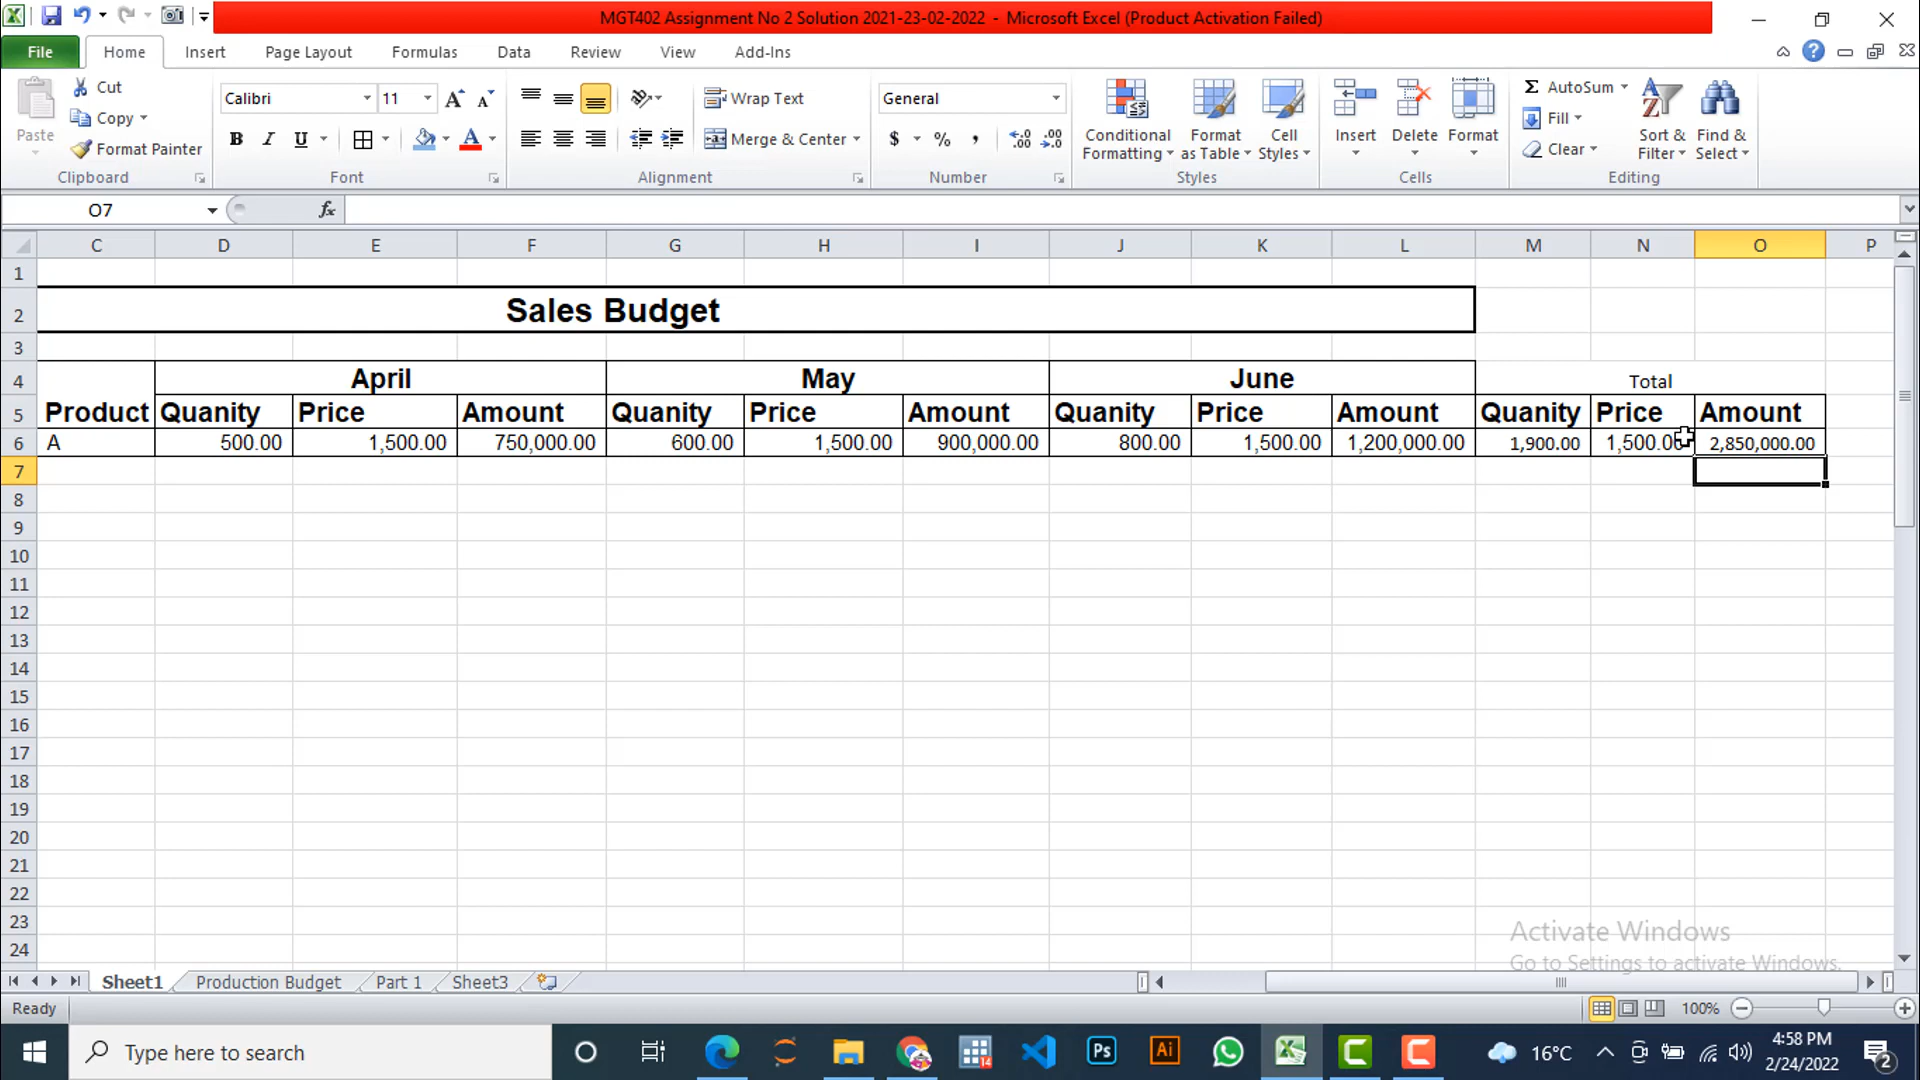 MGT402 Assignment No 2 Solution 2021-23-02-2022 - Microsoft Excel (Product Activation Failed)
File Home Insert Page Layout Formulas Data Review View Add-Ins
Paste
Cut
Copy
Format Painter
Clipboard
Calibri 11
B I U A
Font
Wrap Text
Merge & Center
Alignment
General
$ % ,
Number
Conditional Formatting
Format as Table
Cell Styles
Styles
Insert Delete Format
Cells
AutoSum
Fill
Clear
Sort & Filter
Find & Select
Editing
O7 fx
C D E F G H I J K L M N O P
1
2 Sales Budget
3
4 April May June Total
5 Product Quanity Price Amount Quanity Price Amount Quanity Price Amount Quanity Price Amount
6 A 500.00 1,500.00 750,000.00 600.00 1,500.00 900,000.00 800.00 1,500.00 1,200,000.00 1,900.00 1,500.00 2,850,000.00
7
8
9
10
11
12
13
14
15
16
17
18
19
20
21
22
23
24
Activate Windows
Go to Settings to activate Windows.
Sheet1 Production Budget Part 1 Sheet3
Ready 100%
Type here to search
Ps Ai
16°C
4:58 PM
2/24/2022
2